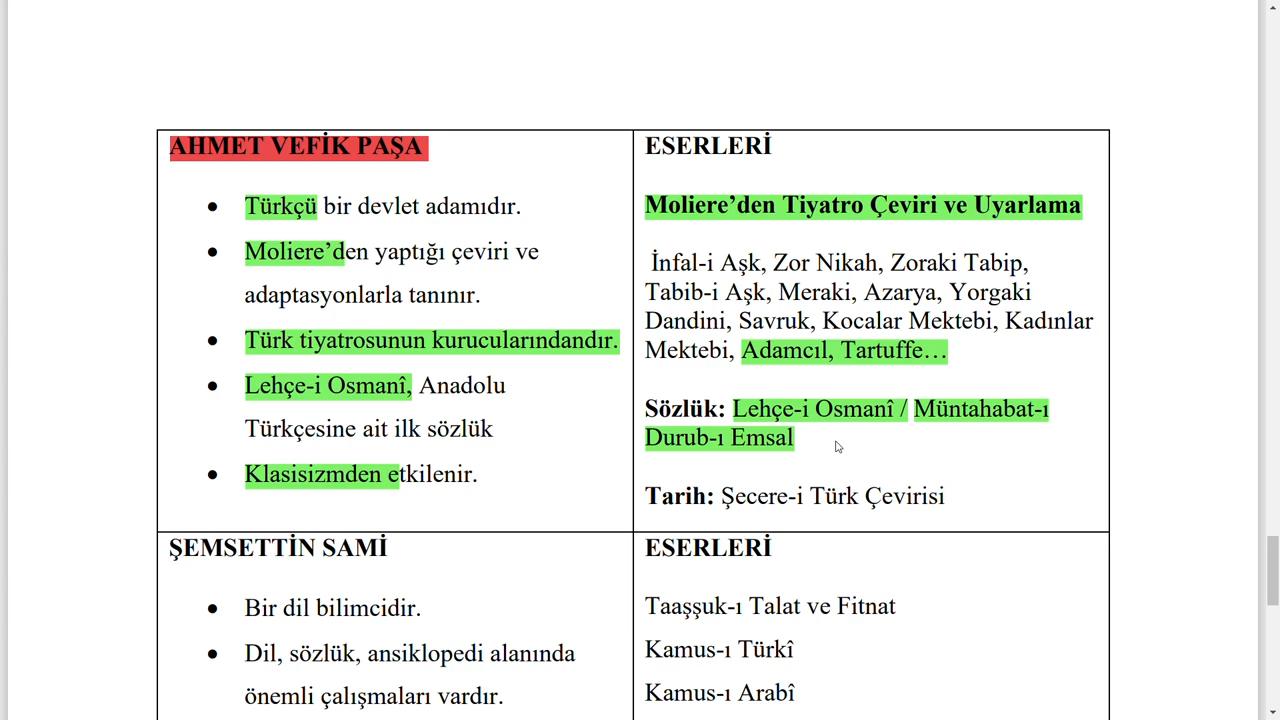 AHMET VEFİK PAŞA
Türkçü bir devlet adamıdır.
Moliere’den yaptığı çeviri ve
adaptasyonlarla tanınır.
Türk tiyatrosunun kurucularındandır.
Lehçe-i Osmanî, Anadolu
Türkçesine ait ilk sözlük
Klasisizmden etkilenir.
ESERLERİ
Moliere’den Tiyatro Çeviri ve Uyarlama
İnfal-i Aşk, Zor Nikah, Zoraki Tabip,
Tabib-i Aşk, Meraki, Azarya, Yorgaki
Dandini, Savruk, Kocalar Mektebi, Kadınlar
Mektebi, Adamcıl, Tartuffe…
Sözlük: Lehçe-i Osmanî / Müntahabat-ı
Durub-ı Emsal
Tarih: Şecere-i Türk Çevirisi
ŞEMSETTİN SAMİ
Bir dil bilimcidir.
Dil, sözlük, ansiklopedi alanında
önemli çalışmaları vardır.
ESERLERİ
Taaşşuk-ı Talat ve Fitnat
Kamus-ı Türkî
Kamus-ı Arabî